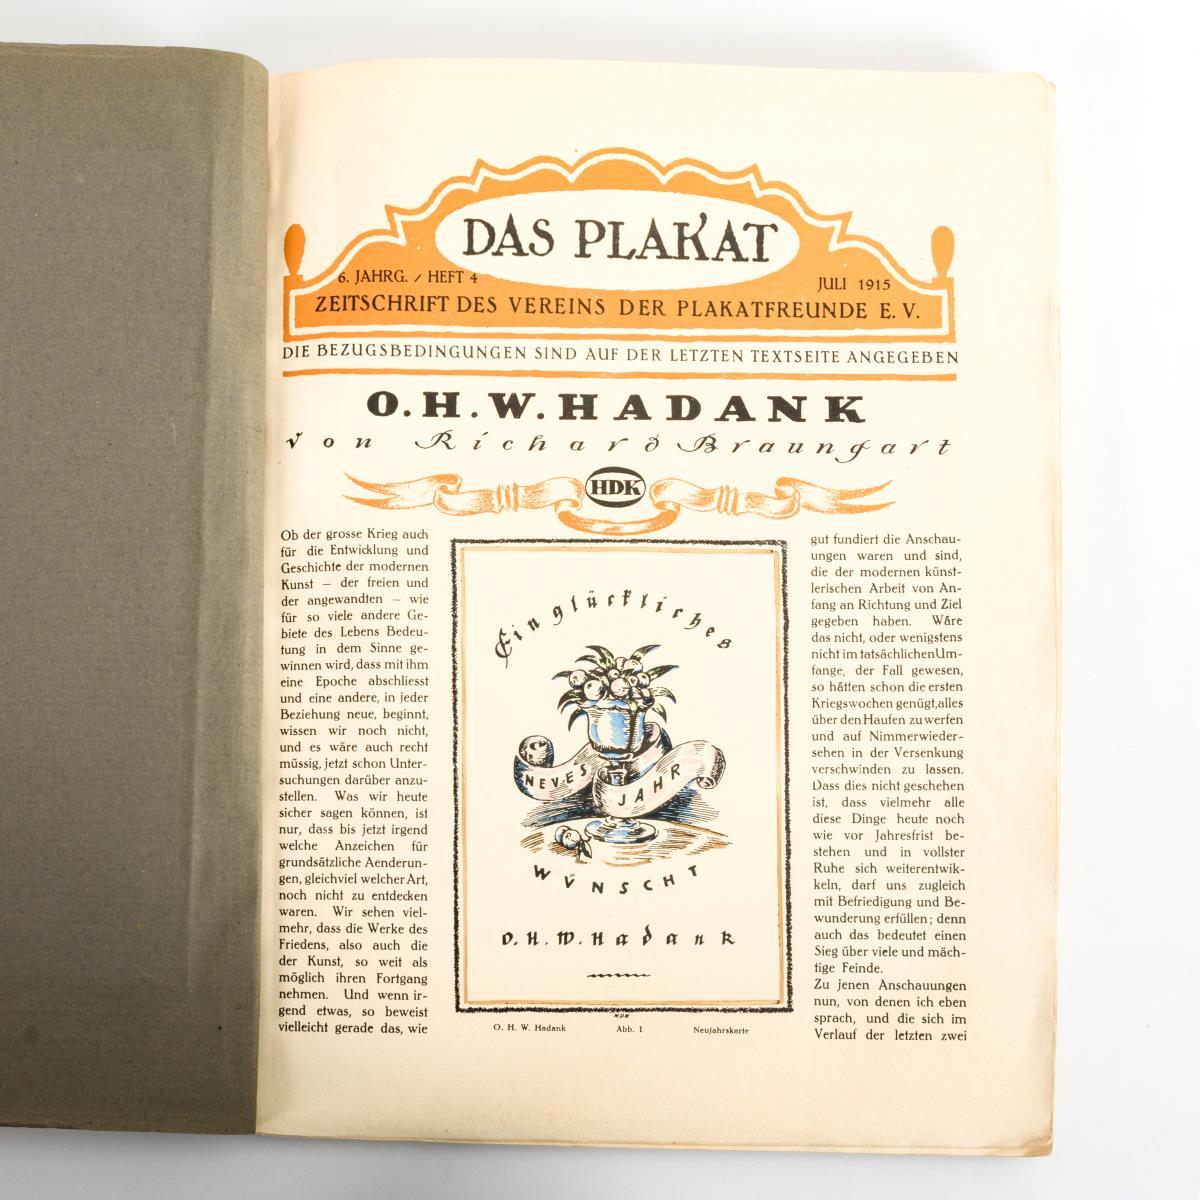 DAS PLAKAT
6. JAHRG. / HEFT 4
JULI 1915
ZEITSCHRIFT DES VEREINS DER PLAKATFREUNDE E. V.
DIE BEZUGSBEDINGUNGEN SIND AUF DER LETZTEN TEXTSEITE ANGEGEBEN
O. H. W. HADANK
von Richard Braungart
HDK
Ob der grosse Krieg auch
für die Entwicklung und
Geschichte der modernen
Kunst – der freien und
der angewandten – wie
für so viele andere Ge-
biete des Lebens Bedeu-
tung in dem Sinne ge-
winnen wird, dass mit ihm
eine Epoche abschliesst
und eine andere, in jeder
Beziehung neue, beginnt,
wissen wir noch nicht,
und es wäre auch recht
müssig, jetzt schon Unter-
suchungen darüber anzu-
stellen. Was wir heute
sicher sagen können, ist
nur, dass bis jetzt irgend
welche Anzeichen für
grundsätzliche Aenderun-
gen, gleichviel welcher Art,
noch nicht zu entdecken
waren. Wir sehen viel-
mehr, dass die Werke des
Friedens, also auch die
der Kunst, so weit als
möglich ihren Fortgang
nehmen. Und wenn ir-
gend etwas, so beweist
vielleicht gerade das, wie
Ein glückliches
NEVES JAHR
WÜNSCHT
O. H. W. Hadank
HDK
O. H. W. Hadank Abb. 1 Neujahrskarte
gut fundiert die Anschau-
ungen waren und sind,
die der modernen künst-
lerischen Arbeit von An-
fang an Richtung und Ziel
gegeben haben. Wäre
das nicht, oder wenigstens
nicht im tatsächlichen Um-
fange, der Fall gewesen,
so hätten schon die ersten
Kriegswochen genügt, alles
über den Haufen zu werfen
und auf Nimmerwieder-
sehen in der Versenkung
verschwinden zu lassen.
Dass dies nicht geschehen
ist, dass vielmehr alle
diese Dinge heute noch
wie vor Jahresfrist be-
stehen und in vollster
Ruhe sich weiterentwik-
keln, darf uns zugleich
mit Befriedigung und Be-
wunderung erfüllen; denn
auch das bedeutet einen
Sieg über viele und mäch-
tige Feinde.
Zu jenen Anschauungen
nun, von denen ich eben
sprach, und die sich im
Verlauf der letzten zwei